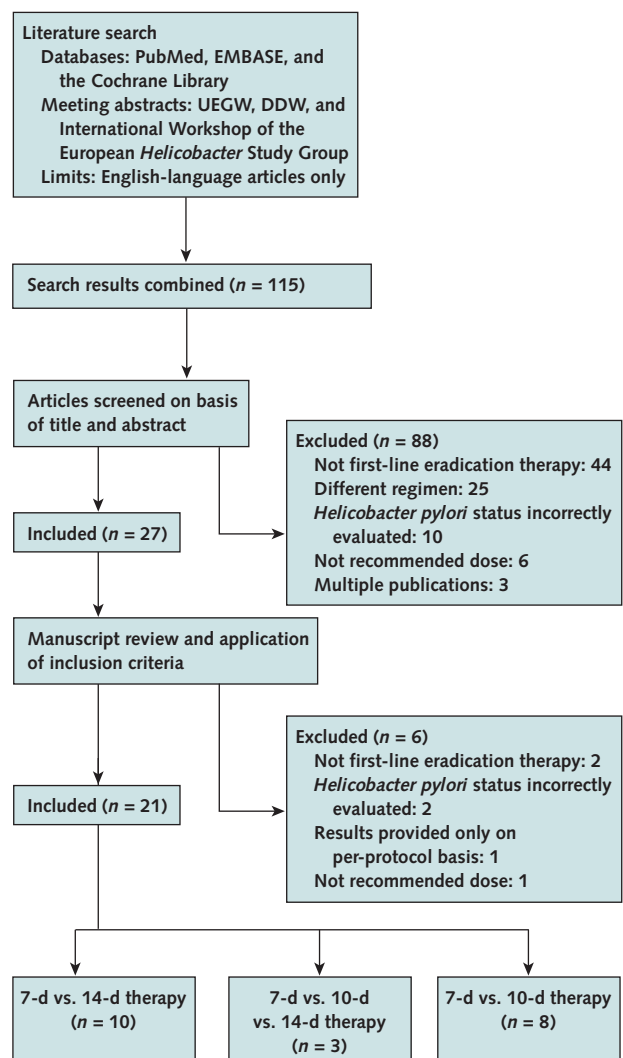 Literature search
Databases: PubMed, EMBASE, and
the Cochrane Library
Meeting abstracts: UEGW, DDW, and
International Workshop of the
European Helicobacter Study Group
Limits: English-language articles only
Search results combined (n = 115)
Articles screened on basis
of title and abstract
Excluded (n = 88)
Not first-line eradication therapy: 44
Different regimen: 25
Helicobacter pylori status incorrectly
evaluated: 10
Not recommended dose: 6
Multiple publications: 3
Included (n = 27)
Manuscript review and application
of inclusion criteria
Excluded (n = 6)
Not first-line eradication therapy: 2
Helicobacter pylori status incorrectly
evaluated: 2
Results provided only on
per-protocol basis: 1
Not recommended dose: 1
Included (n = 21)
7-d vs. 14-d therapy
(n = 10)
7-d vs. 10-d
vs. 14-d therapy
(n = 3)
7-d vs. 10-d therapy
(n = 8)